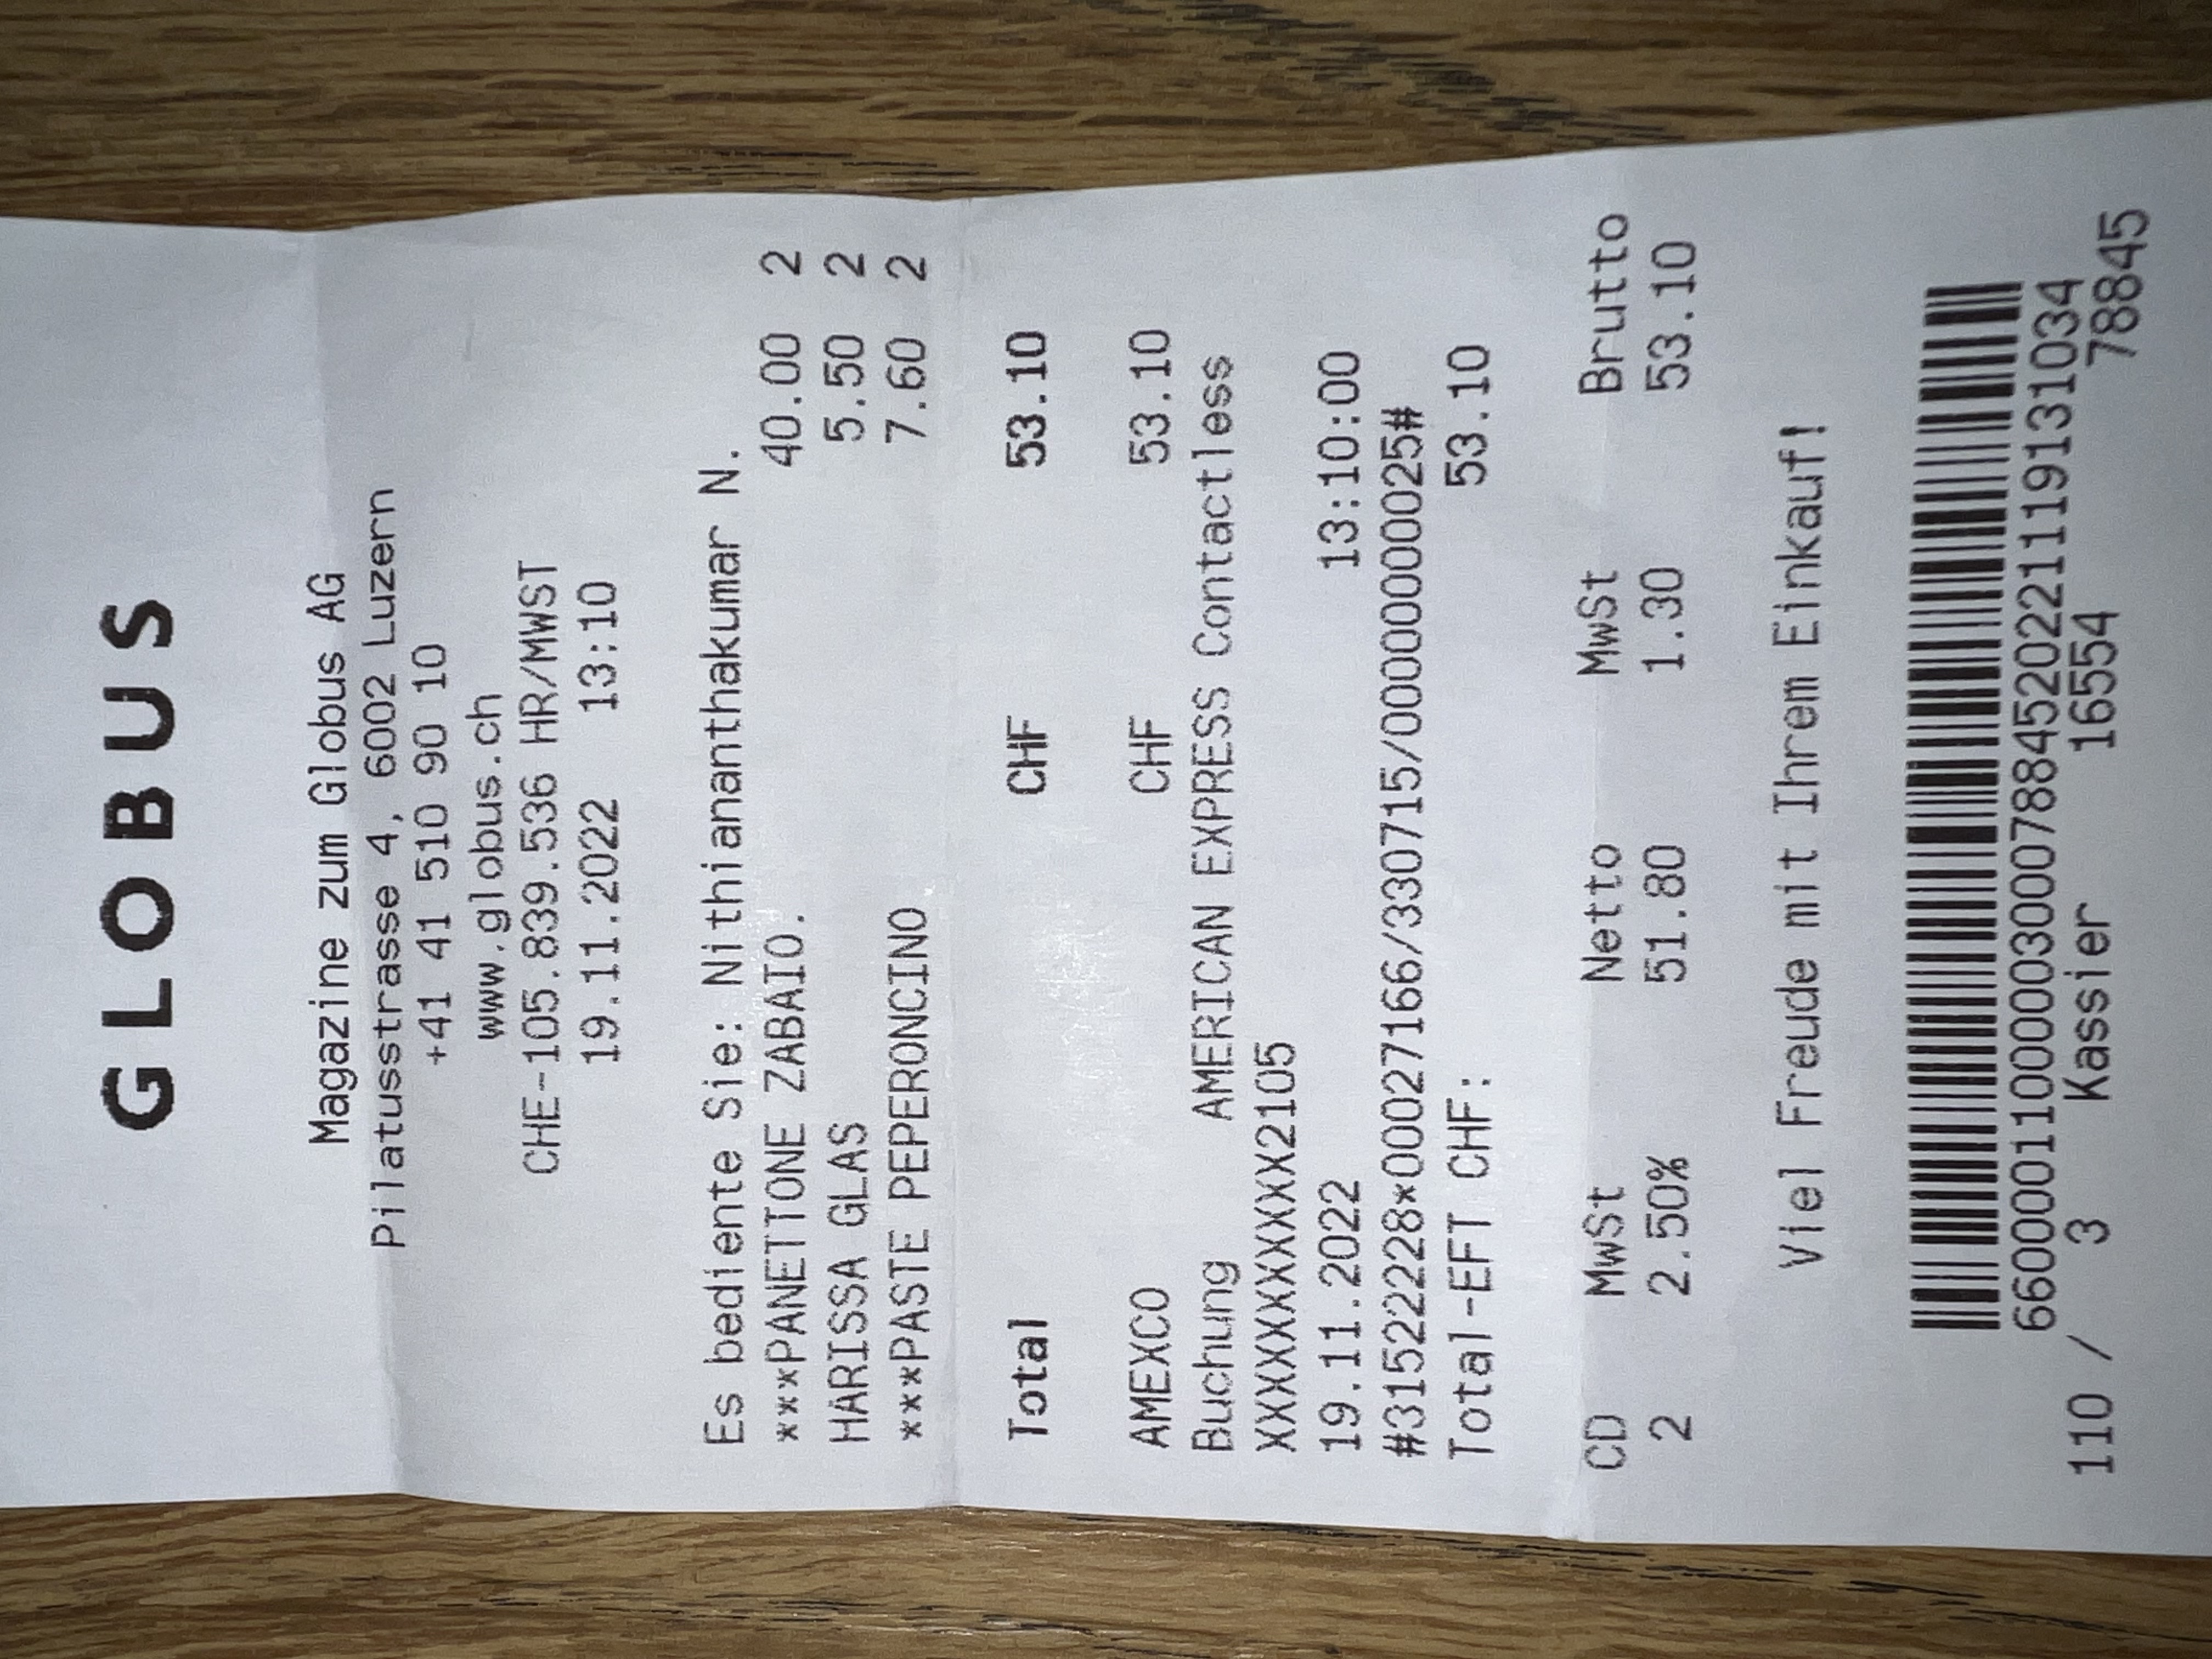 GLOBUS
Magazine zum Globus AG
Pilatusstrasse 4, 6002 Luzern
+41 41 510 90 10
www.globus.ch
CHE-105.839.536 HR/MWST
19.11.2022 13:10
Es bediente Sie: Nithiananthakumar N.
***PANETTONE ZABAIO. 40.00 2
HARISSA GLAS 5.50 2
***PASTE PEPERONCINO 7.60 2
Total CHF 53.10
AMEXCO CHF 53.10
Buchung AMERICAN EXPRESS Contactless
XXXXXXXXXXX2105
19.11.2022 13:10:00
#31522228*00027166/330715/00000000025#
Total-EFT CHF: 53.10
CD MwSt Netto MwSt Brutto
2 2.50% 51.80 1.30 53.10
Viel Freude mit Ihrem Einkauf!
66000011000003000788452022111913​1034
110 / 3 Kassier 16554 78845